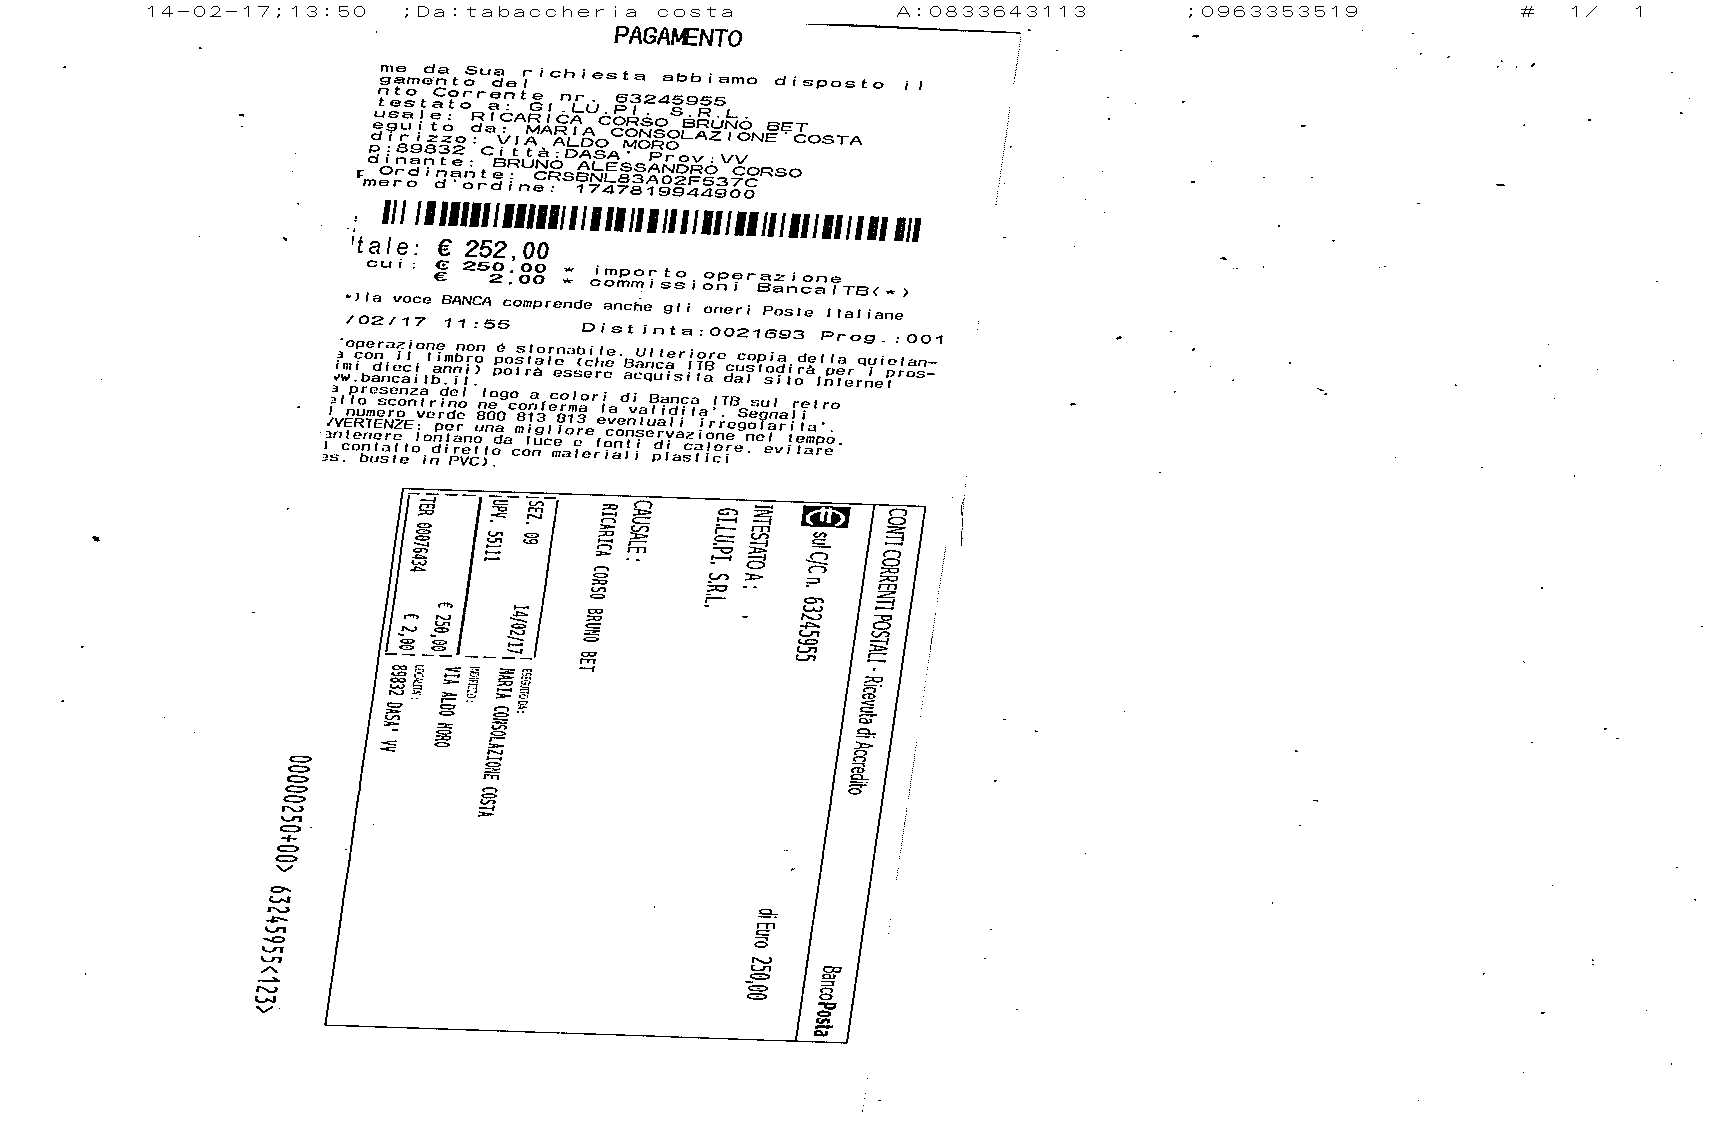 14-02-17;13:50 ;Da:tabaccheria costa A:0833643113 ;0963353519 # 1/ 1
PAGAMENTO
me da Sua richiesta abbiamo disposto il
gamento del
nto Corrente nr. 63245955
testato a: GI.LU.PI. S.R.L.
usale: RICARICA CORSO BRUNO BET
eguito da: MARIA CONSOLAZIONE COSTA
dirizzo: VIA ALDO MORO
p:89832 Città:DASA' Prov:VV
dinante: BRUNO ALESSANDRO CORSO
F Ordinante: CRSBNL83A02F537C
mero d'ordine: 1747819944900
tale: € 252,00
cui: € 250,00 * importo operazione
€ 2,00 * commissioni BancaITB(*)
*)la voce BANCA comprende anche gli oneri Poste Italiane
/02/17 11:55 Distinta:0021693 Prog.:001
'operazione non è stornabile. Ulteriore copia della quietan-
a con il timbro postale (che Banca ITB custodirà per i pros-
imi dieci anni) potrà essere acquisita dal sito Internet
ww.bancaitb.it.
a presenza del logo a colori di Banca ITB sul retro
ello scontrino ne conferma la validita'. Segnali
l numero verde 800 813 813 eventuali irregolarita'.
VVERTENZE: per una migliore conservazione nel tempo,
antenere lontano da luce e fonti di calore, evitare
l contatto diretto con materiali plastici
es. buste in PVC).
CONTI CORRENTI POSTALI - Ricevuta di Accredito
BancoPosta
sul C/C n. 63245955
di Euro 250,00
INTESTATO A:
GI.LU.PI. S.R.L.
CAUSALE:
RICARICA CORSO BRUNO BET
SEZ. 09 14/02/17
UPV. 55111
€ 250,00
TER 00076434 € 2,00
ESEGUITO DA:
MARIA CONSOLAZIONE COSTA
INDIRIZZO:
VIA ALDO MORO
LOCALITA':
89832 DASA' VV
00000250+00> 63245955<123>